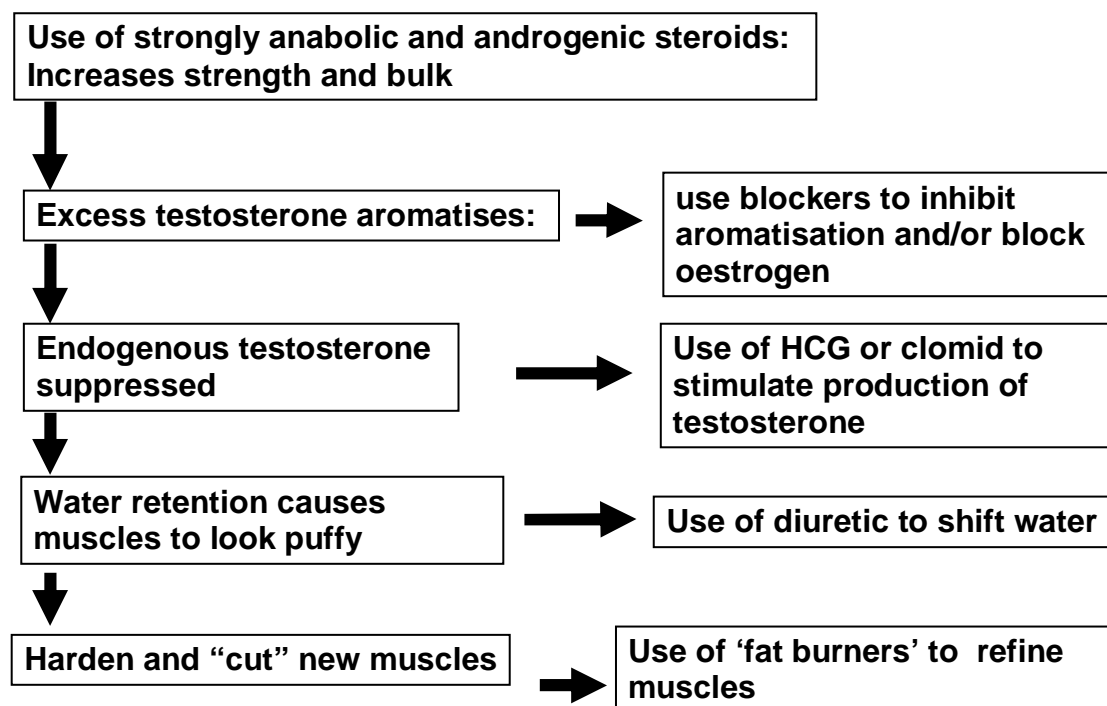 Use of strongly anabolic and androgenic steroids:
Increases strength and bulk
Excess testosterone aromatises:
use blockers to inhibit
aromatisation and/or block
oestrogen
Endogenous testosterone
suppressed
Use of HCG or clomid to
stimulate production of
testosterone
Water retention causes
muscles to look puffy
Use of diuretic to shift water
Harden and “cut” new muscles
Use of ‘fat burners’ to  refine
muscles